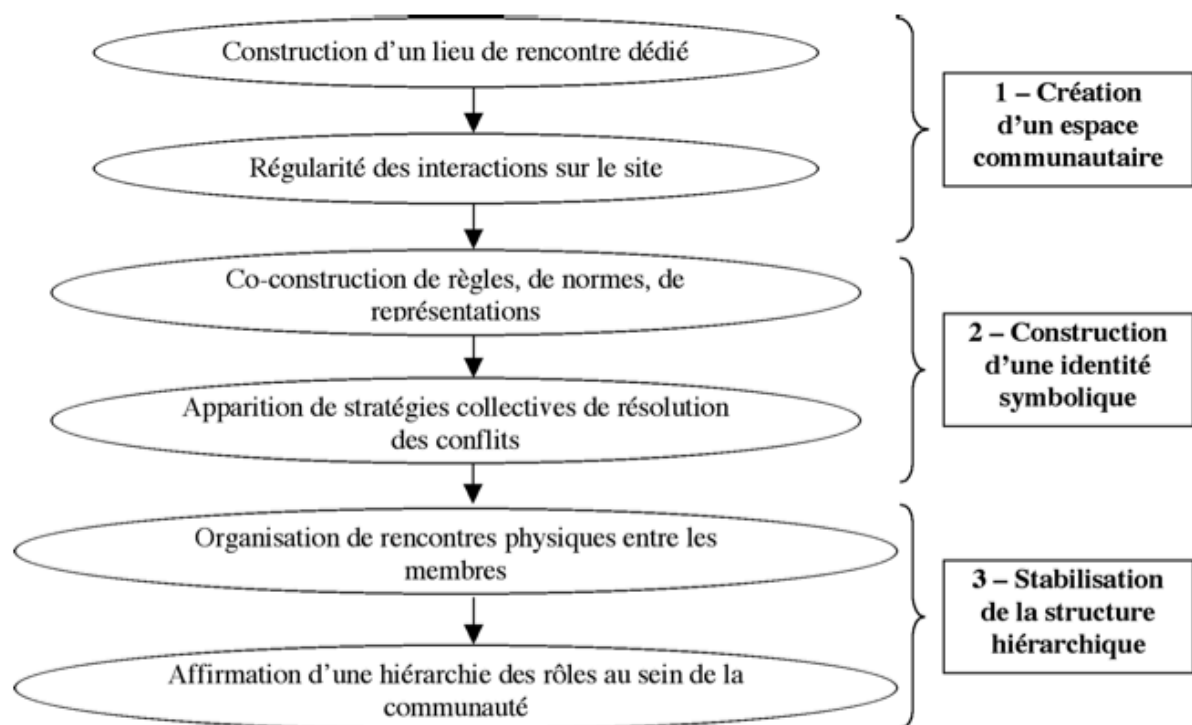 Construction d'un lieu de rencontre dédié
Régularité des interactions sur le site
1 – Création
d'un espace
communautaire
Co-construction de règles, de normes, de
représentations
Apparition de stratégies collectives de résolution
des conflits
2 – Construction
d'une identité
symbolique
Organisation de rencontres physiques entre les
membres
Affirmation d'une hiérarchie des rôles au sein de la
communauté
3 – Stabilisation
de la structure
hiérarchique